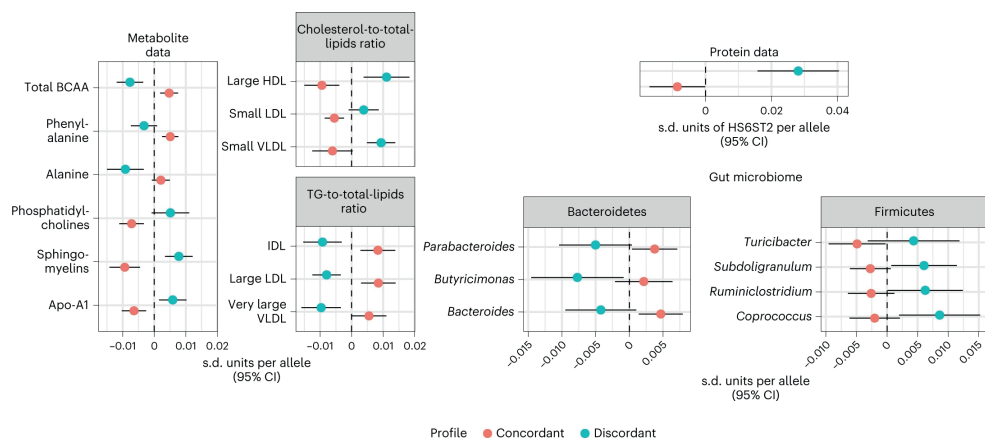 Metabolite
data
Total BCAA
Phenyl-
alanine
Alanine
Phosphatidyl-
cholines
Sphingo-
myelins
Apo-A1
−0.01 0 0.01 0.02
Cholesterol-to-total-
lipids ratio
Large HDL
Small LDL
Small VLDL
TG-to-total-lipids
ratio
IDL
Large LDL
Very large
VLDL
−0.01 0 0.01 0.02
s.d. units per allele
(95% CI)
Protein data
0 0.02 0.04
s.d. units of HS6ST2 per allele
(95% CI)
Gut microbiome
Bacteroidetes
Parabacteroides
Butyricimonas
Bacteroides
−0.015 −0.010 −0.005 0 0.005
Firmicutes
Turicibacter
Subdoligranulum
Ruminiclostridium
Coprococcus
−0.010 −0.005 0 0.005 0.010 0.015
s.d. units per allele
(95% CI)
Profile Concordant Discordant